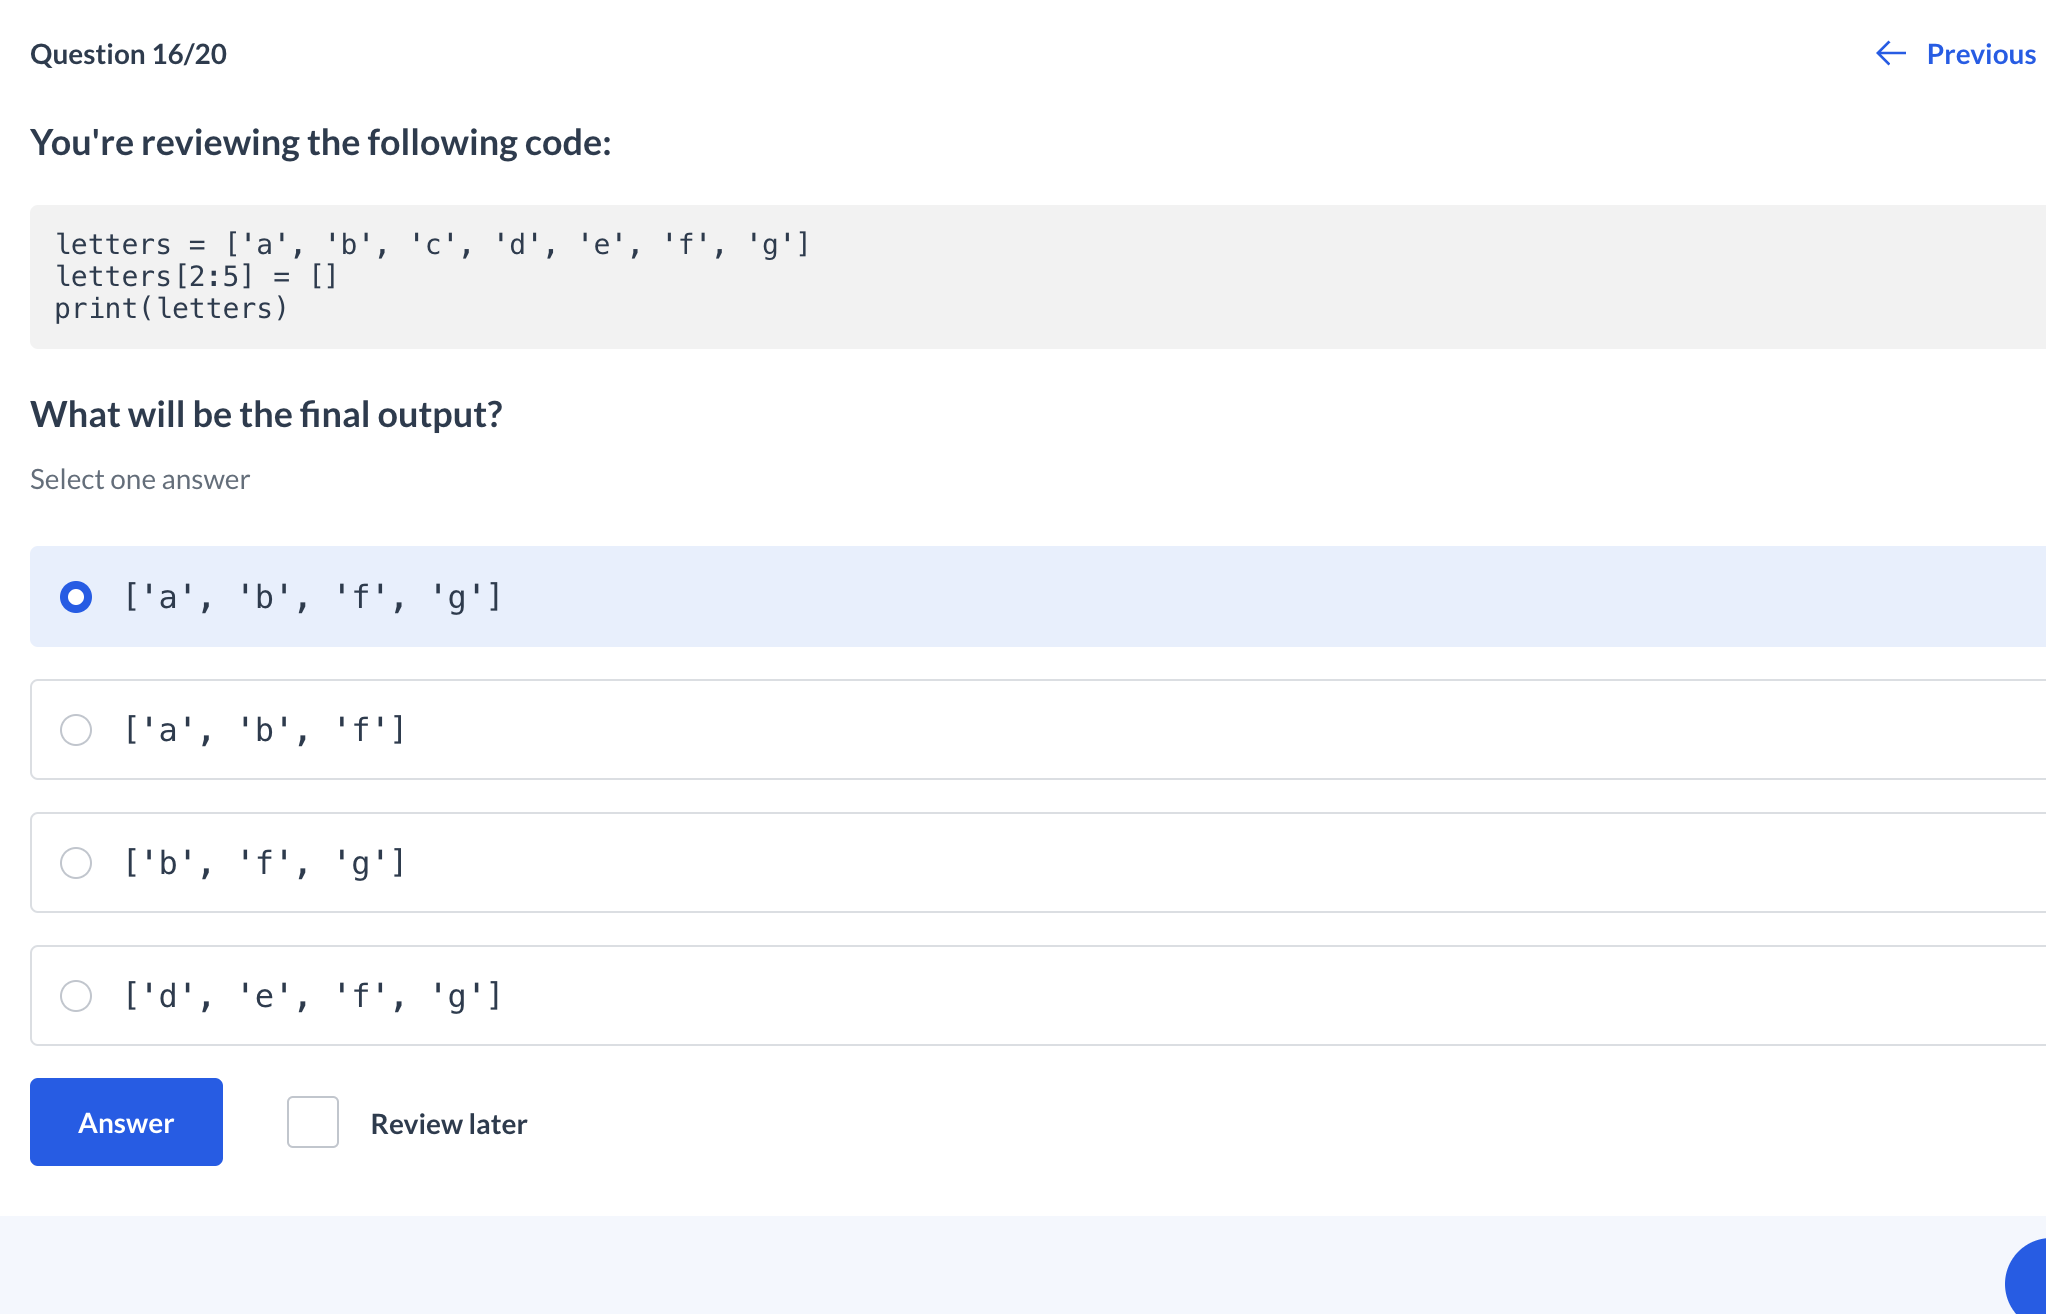 Question 16/20
← Previous
You're reviewing the following code:
letters = ['a', 'b', 'c', 'd', 'e', 'f', 'g']
letters[2:5] = []
print(letters)
What will be the final output?
Select one answer
['a', 'b', 'f', 'g']
['a', 'b', 'f']
['b', 'f', 'g']
['d', 'e', 'f', 'g']
Answer
Review later